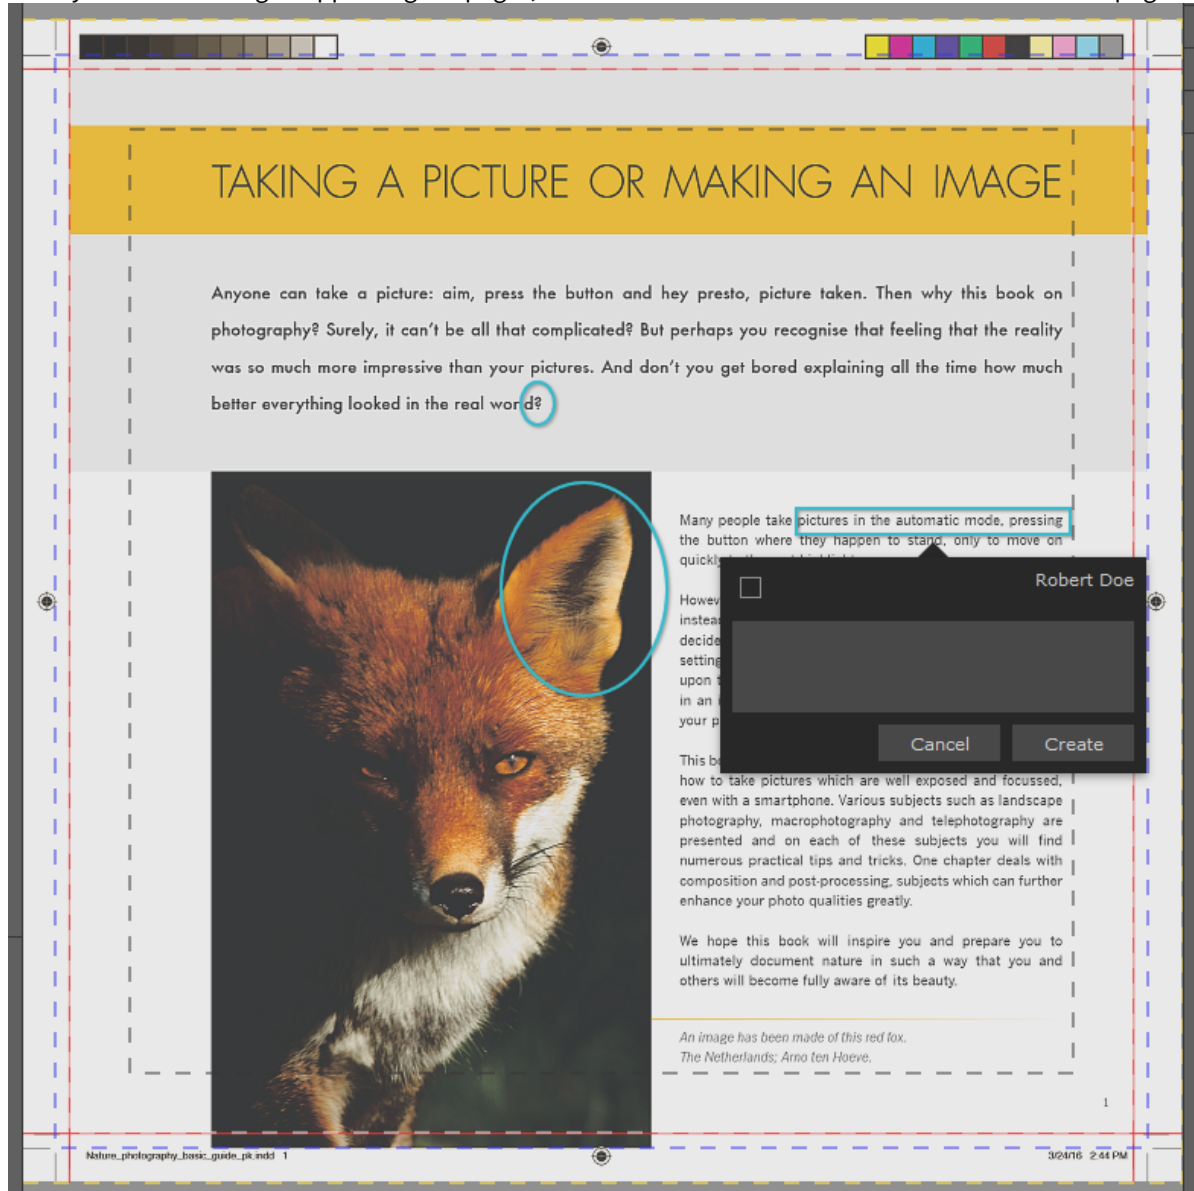 TAKING A PICTURE OR MAKING AN IMAGE
Anyone can take a picture: aim, press the button and hey presto, picture taken. Then why this book on
photography? Surely, it can't be all that complicated? But perhaps you recognise that feeling that the reality
was so much more impressive than your pictures. And don't you get bored explaining all the time how much
better everything looked in the real world?
Many people take pictures in the automatic mode, pressing
the button where they happen to stand, only to move on
quickly
Howev
instea
decide
setting
upon t
in an
your p
Robert Doe
Cancel Create
This bo
how to take pictures which are well exposed and focussed,
even with a smartphone. Various subjects such as landscape
photography, macrophotography and telephotography are
presented and on each of these subjects you will find
numerous practical tips and tricks. One chapter deals with
composition and post-processing, subjects which can further
enhance your photo qualities greatly.
We hope this book will inspire you and prepare you to
ultimately document nature in such a way that you and
others will become fully aware of its beauty.
An image has been made of this red fox.
The Netherlands; Arno ten Hoeve.
1
Nature_photography_basic_guide_pk.indd 1
3/24/16 2:44 PM